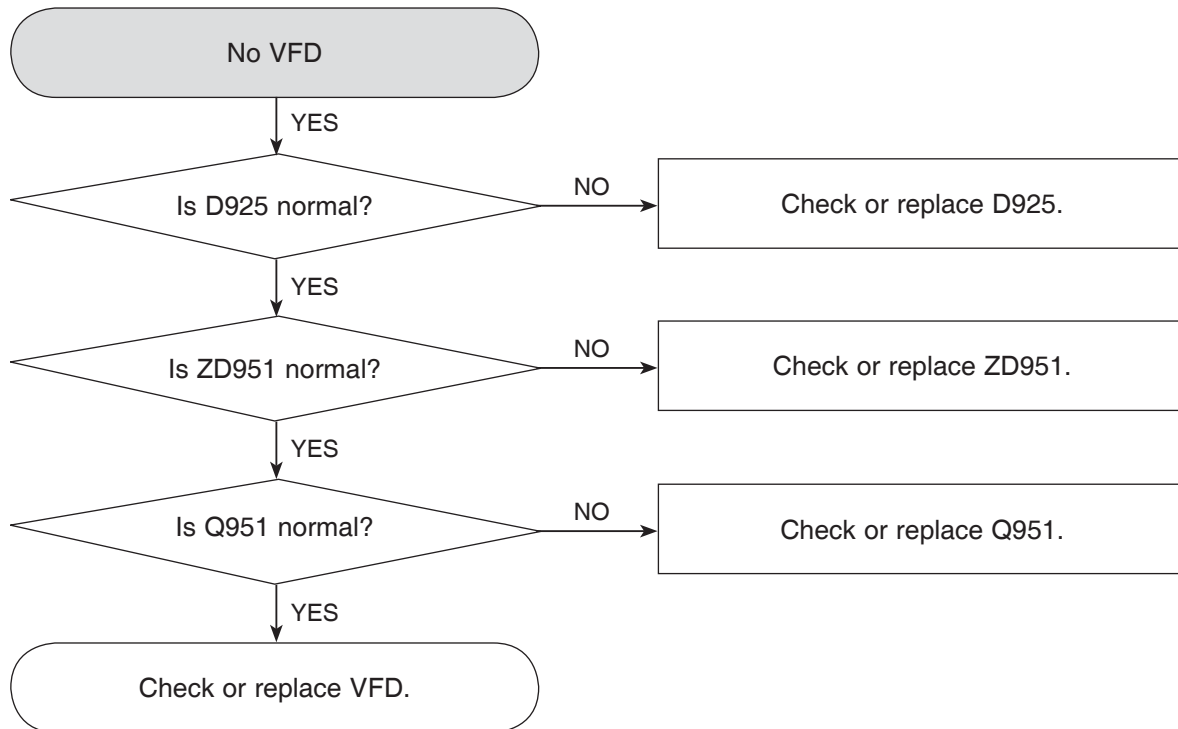 No VFD
YES
Is D925 normal?
NO
Check or replace D925.
YES
Is ZD951 normal?
NO
Check or replace ZD951.
YES
Is Q951 normal?
NO
Check or replace Q951.
YES
Check or replace VFD.